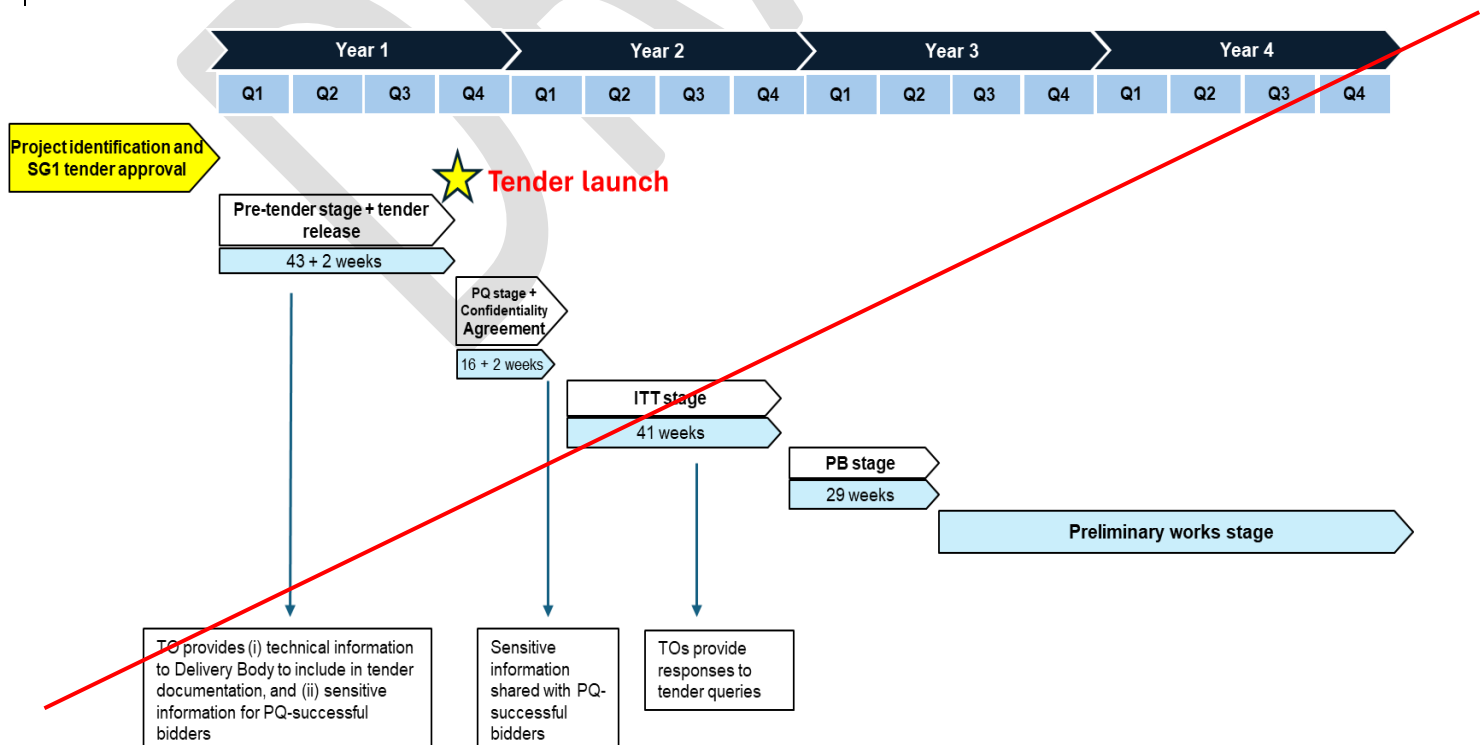 Year 1
Year 2
Year 3
Year 4
Q1 Q2 Q3 Q4 Q1 Q2 Q3 Q4 Q1 Q2 Q3 Q4 Q1 Q2 Q3 Q4
Project identification and
SG1 tender approval
Tender launch
Pre-tender stage + tender
release
43 + 2 weeks
PQ stage +
Confidentiality
Agreement
16 + 2 weeks
ITT stage
41 weeks
PB stage
29 weeks
Preliminary works stage
TO provides (i) technical information
to Delivery Body to include in tender
documentation, and (ii) sensitive
information for PQ-successful
bidders
Sensitive
information
shared with PQ-
successful
bidders
TOs provide
responses to
tender queries